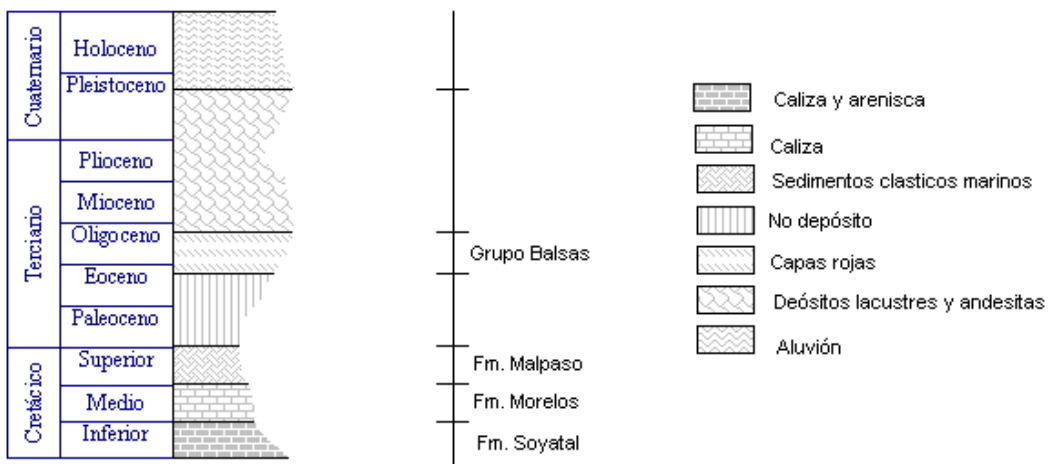 Cuaternario
Holoceno
Pleistoceno
Terciario
Plioceno
Mioceno
Oligoceno
Eoceno
Paleoceno
Cretácico
Superior
Medio
Inferior
Grupo Balsas
Fm. Malpaso
Fm. Morelos
Fm. Soyatal
Caliza y arenisca
Caliza
Sedimentos clasticos marinos
No depósito
Capas rojas
Deósitos lacustres y andesitas
Aluvión